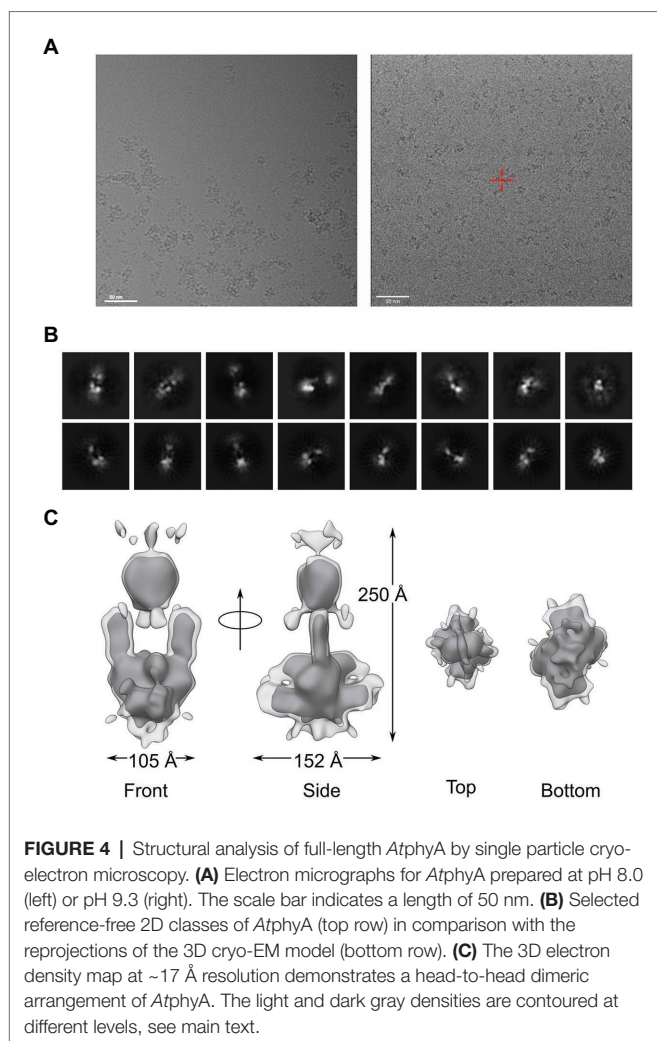 A
50 nm
50 nm
B
C
250 Å
105 Å
152 Å
Front
Side
Top
Bottom
FIGURE 4 | Structural analysis of full-length AtphyA by single particle cryo-
electron microscopy. (A) Electron micrographs for AtphyA prepared at pH 8.0
(left) or pH 9.3 (right). The scale bar indicates a length of 50 nm. (B) Selected
reference-free 2D classes of AtphyA (top row) in comparison with the
reprojections of the 3D cryo-EM model (bottom row). (C) The 3D electron
density map at ~17 Å resolution demonstrates a head-to-head dimeric
arrangement of AtphyA. The light and dark gray densities are contoured at
different levels, see main text.